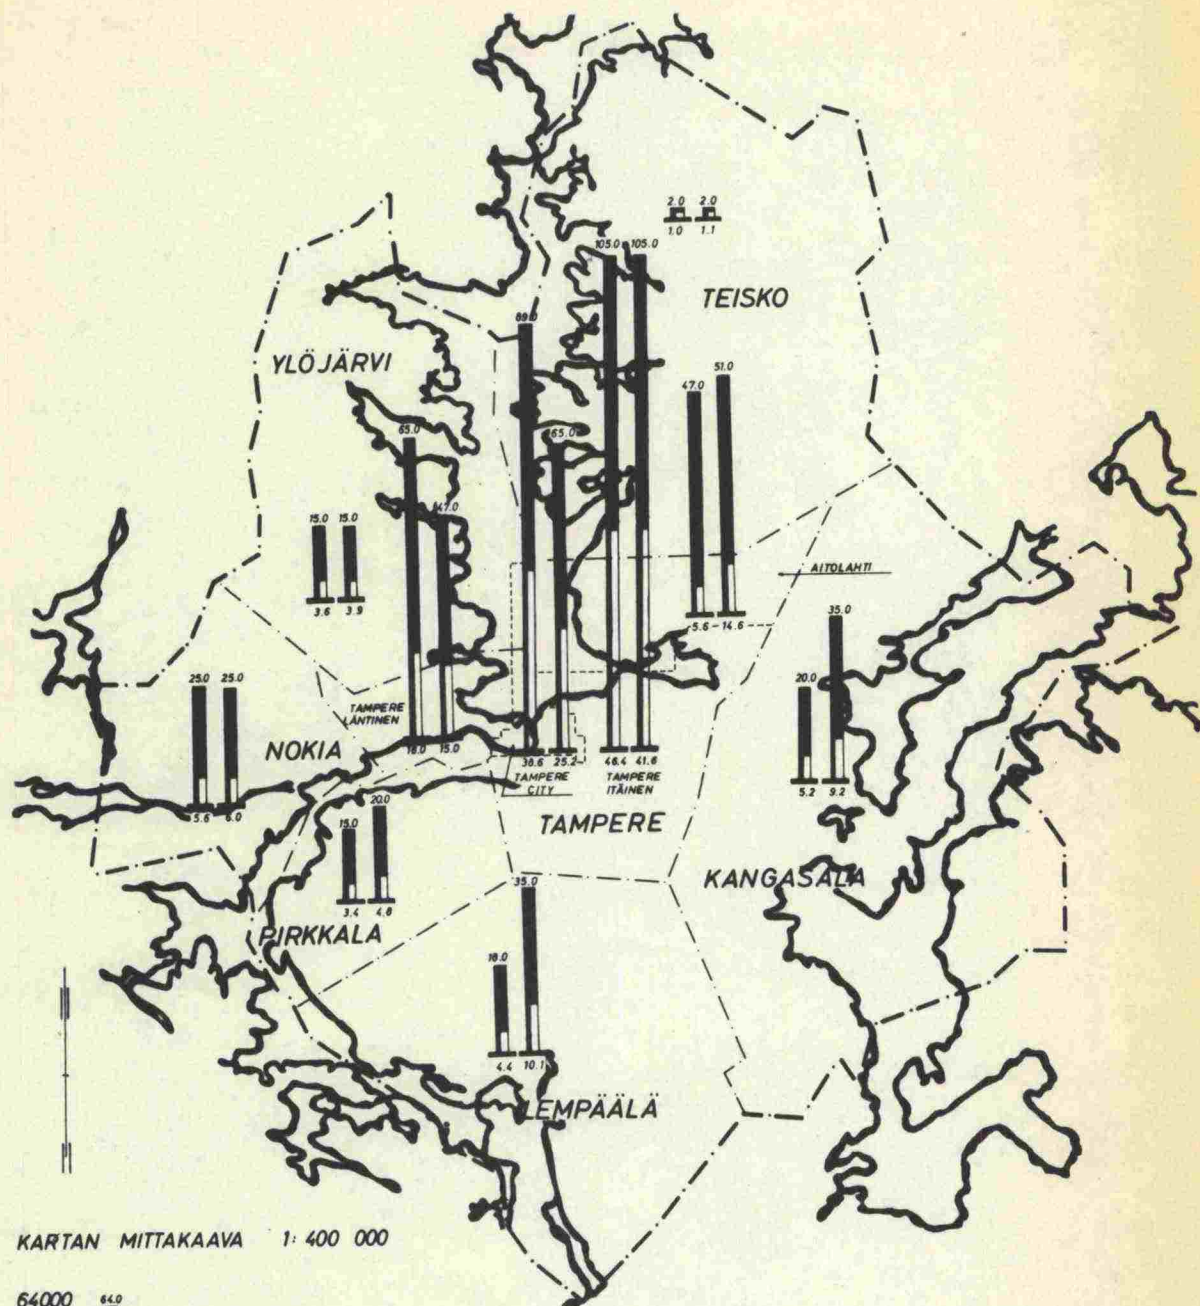 2.0 2.0
1.0 1.1
105.0 105.0
TEISKO
89.0
YLÖJÄRVI
47.0 51.0
65.0
65.0
47.0
15.0 15.0
AITOLAHTI
3.6 3.9
35.0
5.6 14.6
25.0 25.0
20.0
TAMPERE
LÄNTINEN
NOKIA
18.0 15.0
38.6 25.2 46.4 41.6
TAMPERE
CITY
TAMPERE
ITÄINEN
5.2 9.2
5.6 6.0
20.0
15.0
TAMPERE
KANGASALA
35.0
3.4 4.8
PIRKKALA
18.0
4.4 10.1
LEMPÄÄLÄ
KARTAN MITTAKAAVA 1: 400 000
64000 64.0